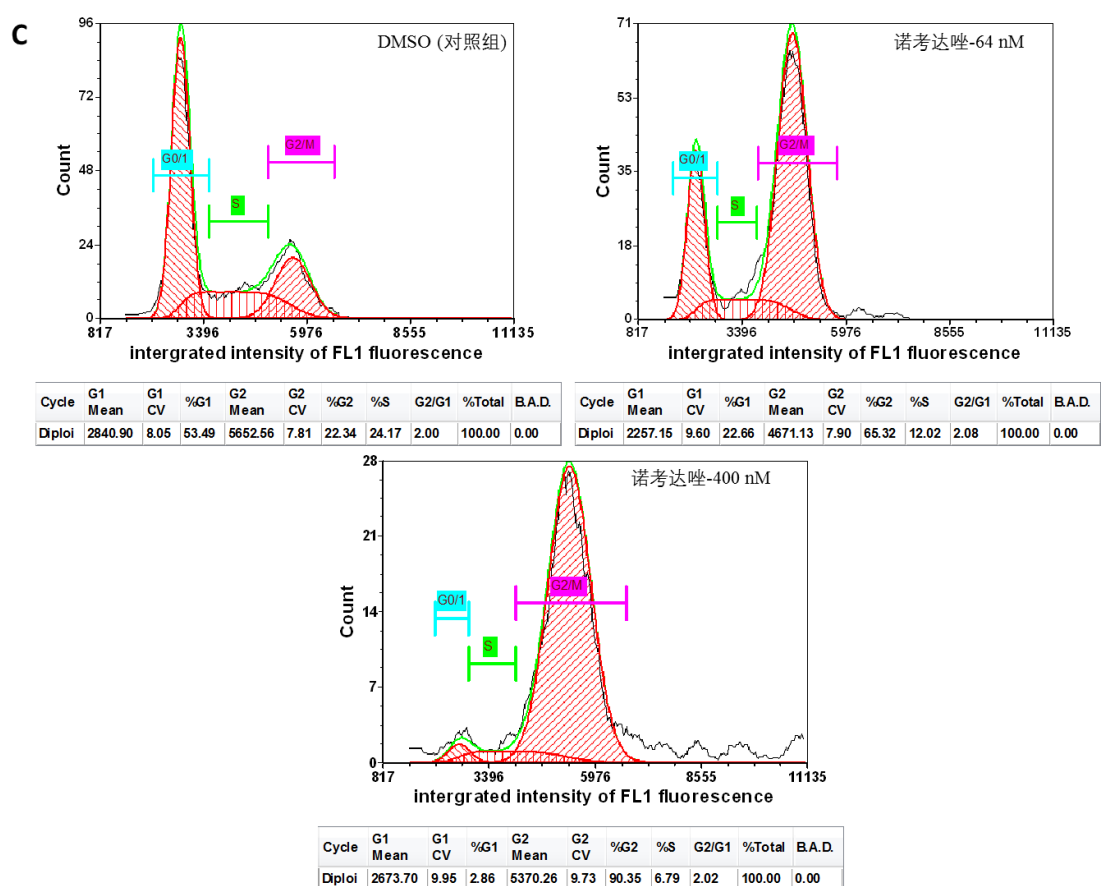 C
DMSO (对照组)
96
72
48
24
0
Count
G0/1
S
G2/M
817 3396 5976 8555 11135
intergrated intensity of FL1 fluorescence
Cycle G1 Mean G1 CV %G1 G2 Mean G2 CV %G2 %S G2/G1 %Total B.A.D.
Diploi 2840.90 8.05 53.49 5652.56 7.81 22.34 24.17 2.00 100.00 0.00
诺考达唑-64 nM
71
53
35
18
0
Count
G0/1
S
G2/M
817 3396 5976 8550 11135
intergrated intensity of FL1 fluorescence
Cycle G1 Mean G1 CV %G1 G2 Mean G2 CV %G2 %S G2/G1 %Total B.A.D.
Diploi 2257.15 9.60 22.66 4671.13 7.90 65.32 12.02 2.08 100.00 0.00
诺考达唑-400 nM
28
21
14
7
0
Count
G0/1
S
G2/M
817 3396 5976 8555 11135
intergrated intensity of FL1 fluorescence
Cycle G1 Mean G1 CV %G1 G2 Mean G2 CV %G2 %S G2/G1 %Total B.A.D.
Diploi 2673.70 9.95 2.86 5370.26 9.73 90.35 6.79 2.02 100.00 0.00